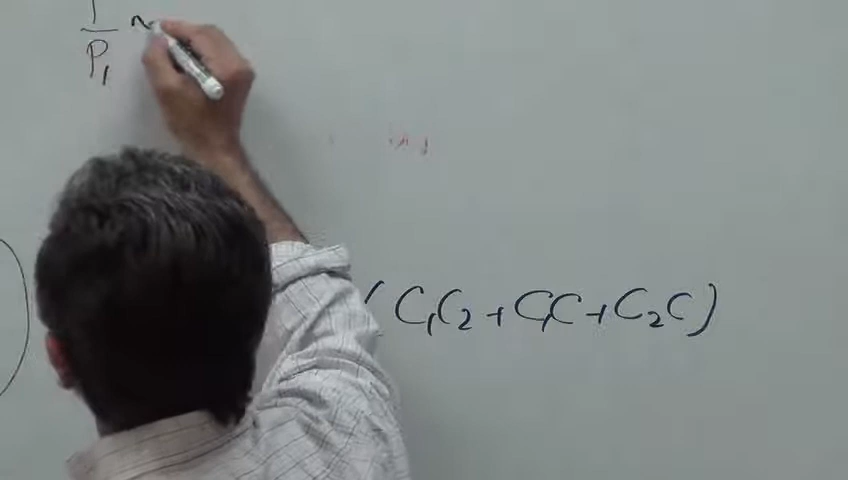 1/P₁ ~
(C₁C₂ + C₁C + C₂C)